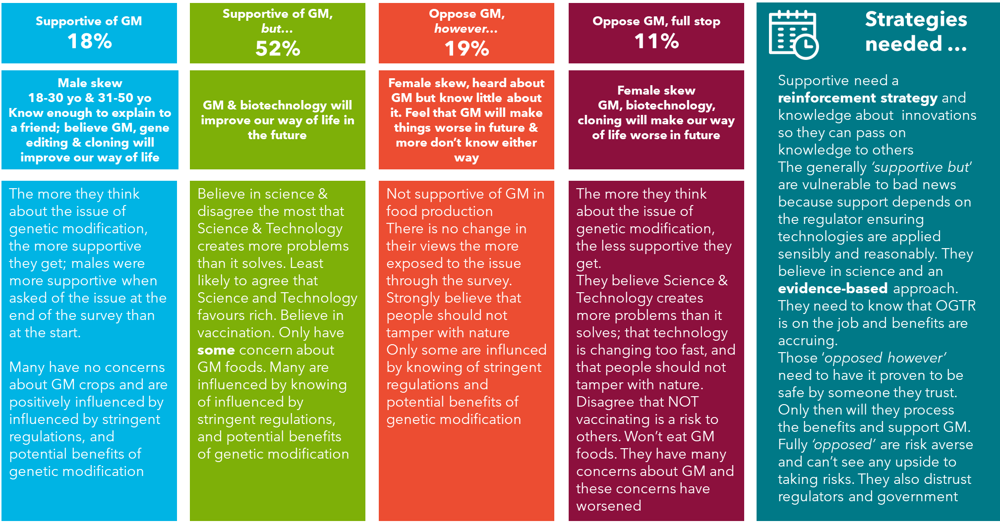 Supportive of GM
18%
Male skew
18-30 yo & 31-50 yo
Know enough to explain to
a friend; believe GM, gene
editing & cloning will
improve our way of life
The more they think
about the issue of
genetic modification,
the more supportive
they get; males were
more supportive when
asked of the issue at the
end of the survey than
at the start.
Many have no concerns
about GM crops and are
positively influenced by
influenced by stringent
regulations, and
potential benefits of
genetic modification
Supportive of GM,
but...
52%
GM & biotechnology will
improve our way of life in
the future
Believe in science &
disagree the most that
Science & Technology
creates more problems
than it solves. Least
likely to agree that
Science and Technology
favours rich. Believe in
vaccination. Only have
some concern about
GM foods. Many are
influenced by knowing
of influenced by
stringent regulations,
and potential benefits
of genetic modification
Oppose GM,
however...
19%
Female skew, heard about
GM but know little about
it. Feel that GM will make
things worse in future &
more don't know either
way
Not supportive of GM in
food production
There is no change in
their views the more
exposed to the issue
through the survey.
Strongly believe that
people should not
tamper with nature
Only some are influnced
by knowing of stringent
regulations and
potential benefits of
genetic modification
Oppose GM, full stop
11%
Female skew
GM, biotechnology,
cloning will make our way
of life worse in future
The more they think
about the issue of
genetic modification,
the less supportive they
get.
They believe Science &
Technology creates
more problems than it
solves; that technology
is changing too fast, and
that people should not
tamper with nature.
Disagree that NOT
vaccinating is a risk to
others. Won't eat GM
foods. They have many
concerns about GM and
these concerns have
worsened
Strategies
needed ...
Supportive need a
reinforcement strategy and
knowledge about innovations
so they can pass on
knowledge to others
The generally 'supportive but'
are vulnerable to bad news
because support depends on
the regulator ensuring
technologies are applied
sensibly and reasonably. They
believe in science and an
evidence-based approach.
They need to know that OGTR
is on the job and benefits are
accruing.
Those 'opposed however'
need to have it proven to be
safe by someone they trust.
Only then will they process
the benefits and support GM.
Fully 'opposed' are risk averse
and can't see any upside to
taking risks. They also distrust
regulators and government